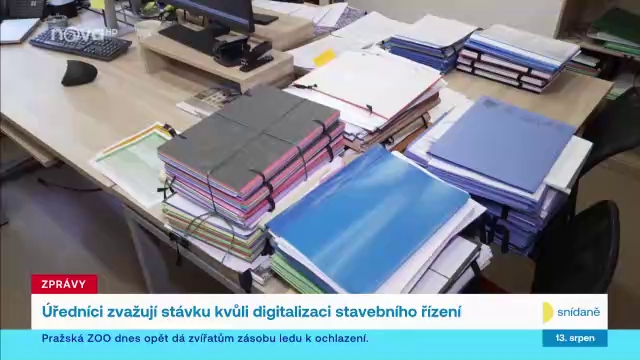 nova HD
ZPRÁVY
Úředníci zvažují stávku kvůli digitalizaci stavebního řízení
snídaně
Pražská ZOO dnes opět dá zvířatům zásobu ledu k ochlazení.
13. srpen